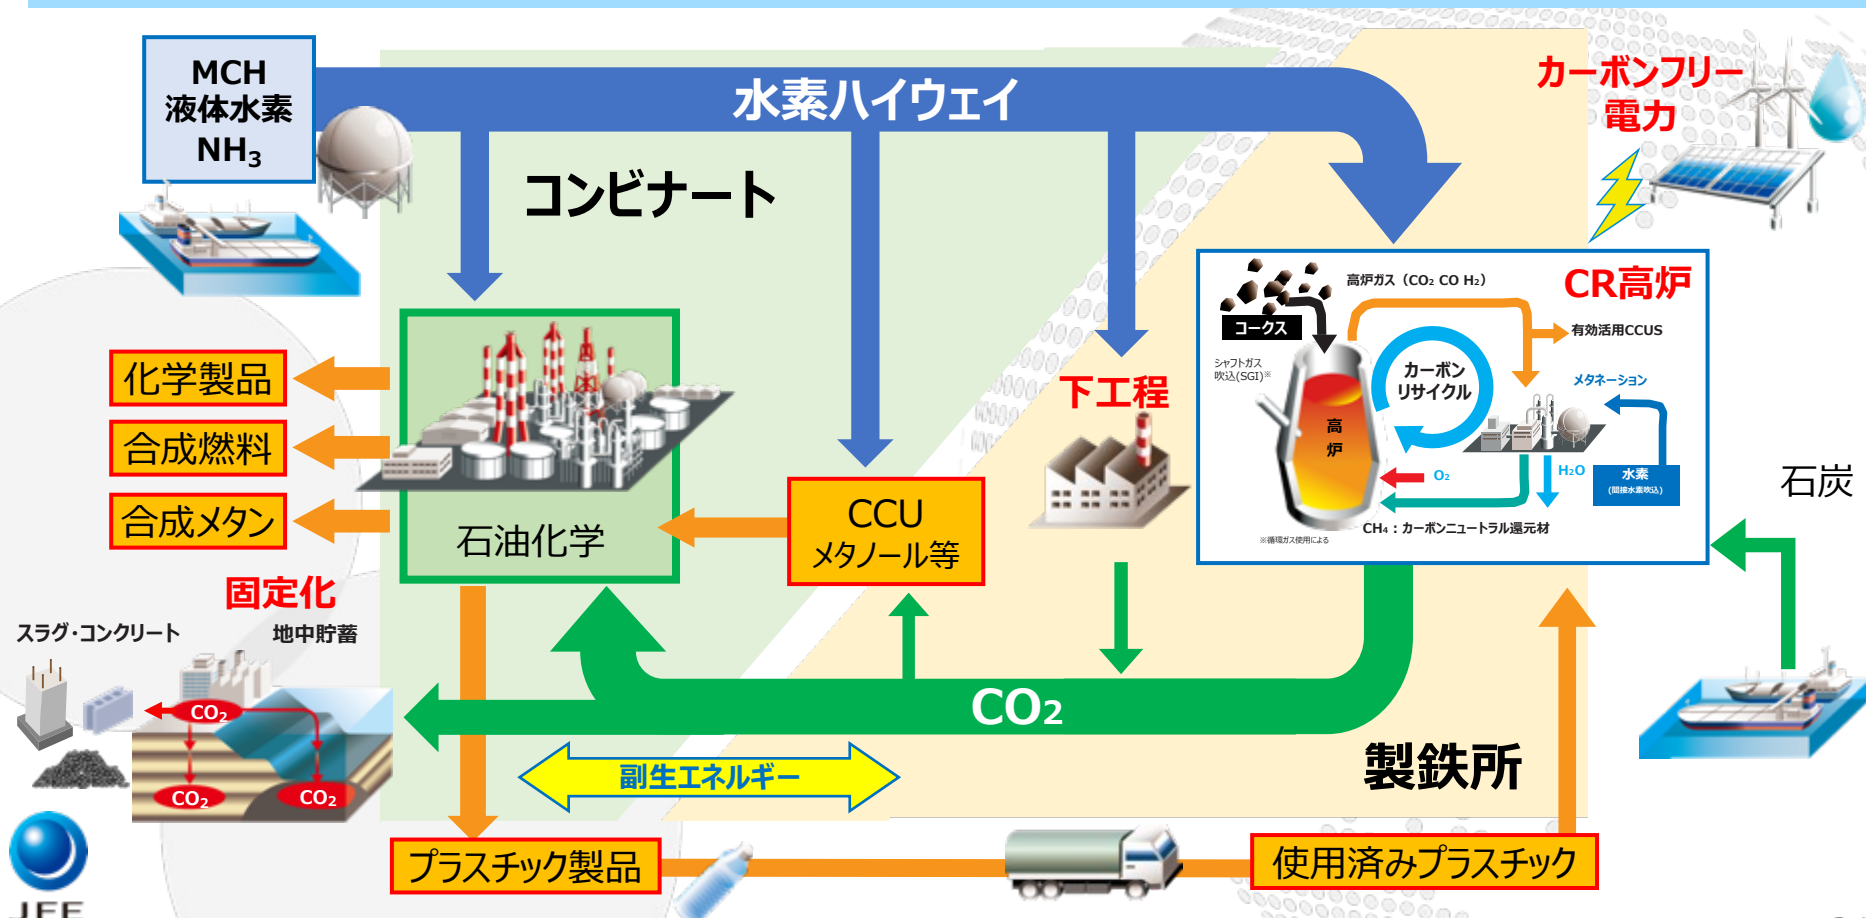 MCH
液体水素
NH₃
水素ハイウェイ
カーボンフリー
電力
コンビナート
CR高炉
高炉ガス（CO₂ CO H₂）
コークス
有効活用CCUS
シャフトガス
吹込(SGI)※
カーボン
リサイクル
メタネーション
高
炉
O₂
H₂O
水素
(間接水素吹込)
CH₄：カーボンニュートラル還元材
※循環ガス使用による
化学製品
合成燃料
合成メタン
石油化学
CCU
メタノール等
下工程
石炭
固定化
スラグ・コンクリート
地中貯蓄
CO₂
CO₂
CO₂
CO₂
副生エネルギー
製鉄所
プラスチック製品
使用済みプラスチック
JFE